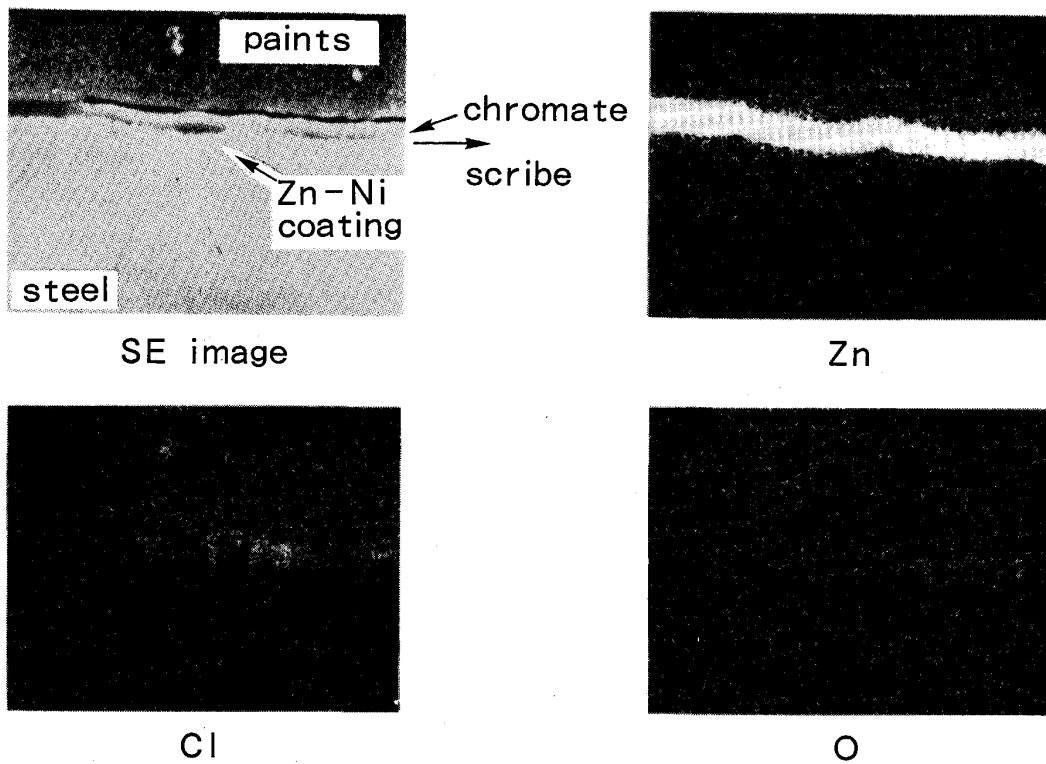 paints
chromate
scribe
Zn-Ni
coating
steel
SE image
Zn
Cl
O